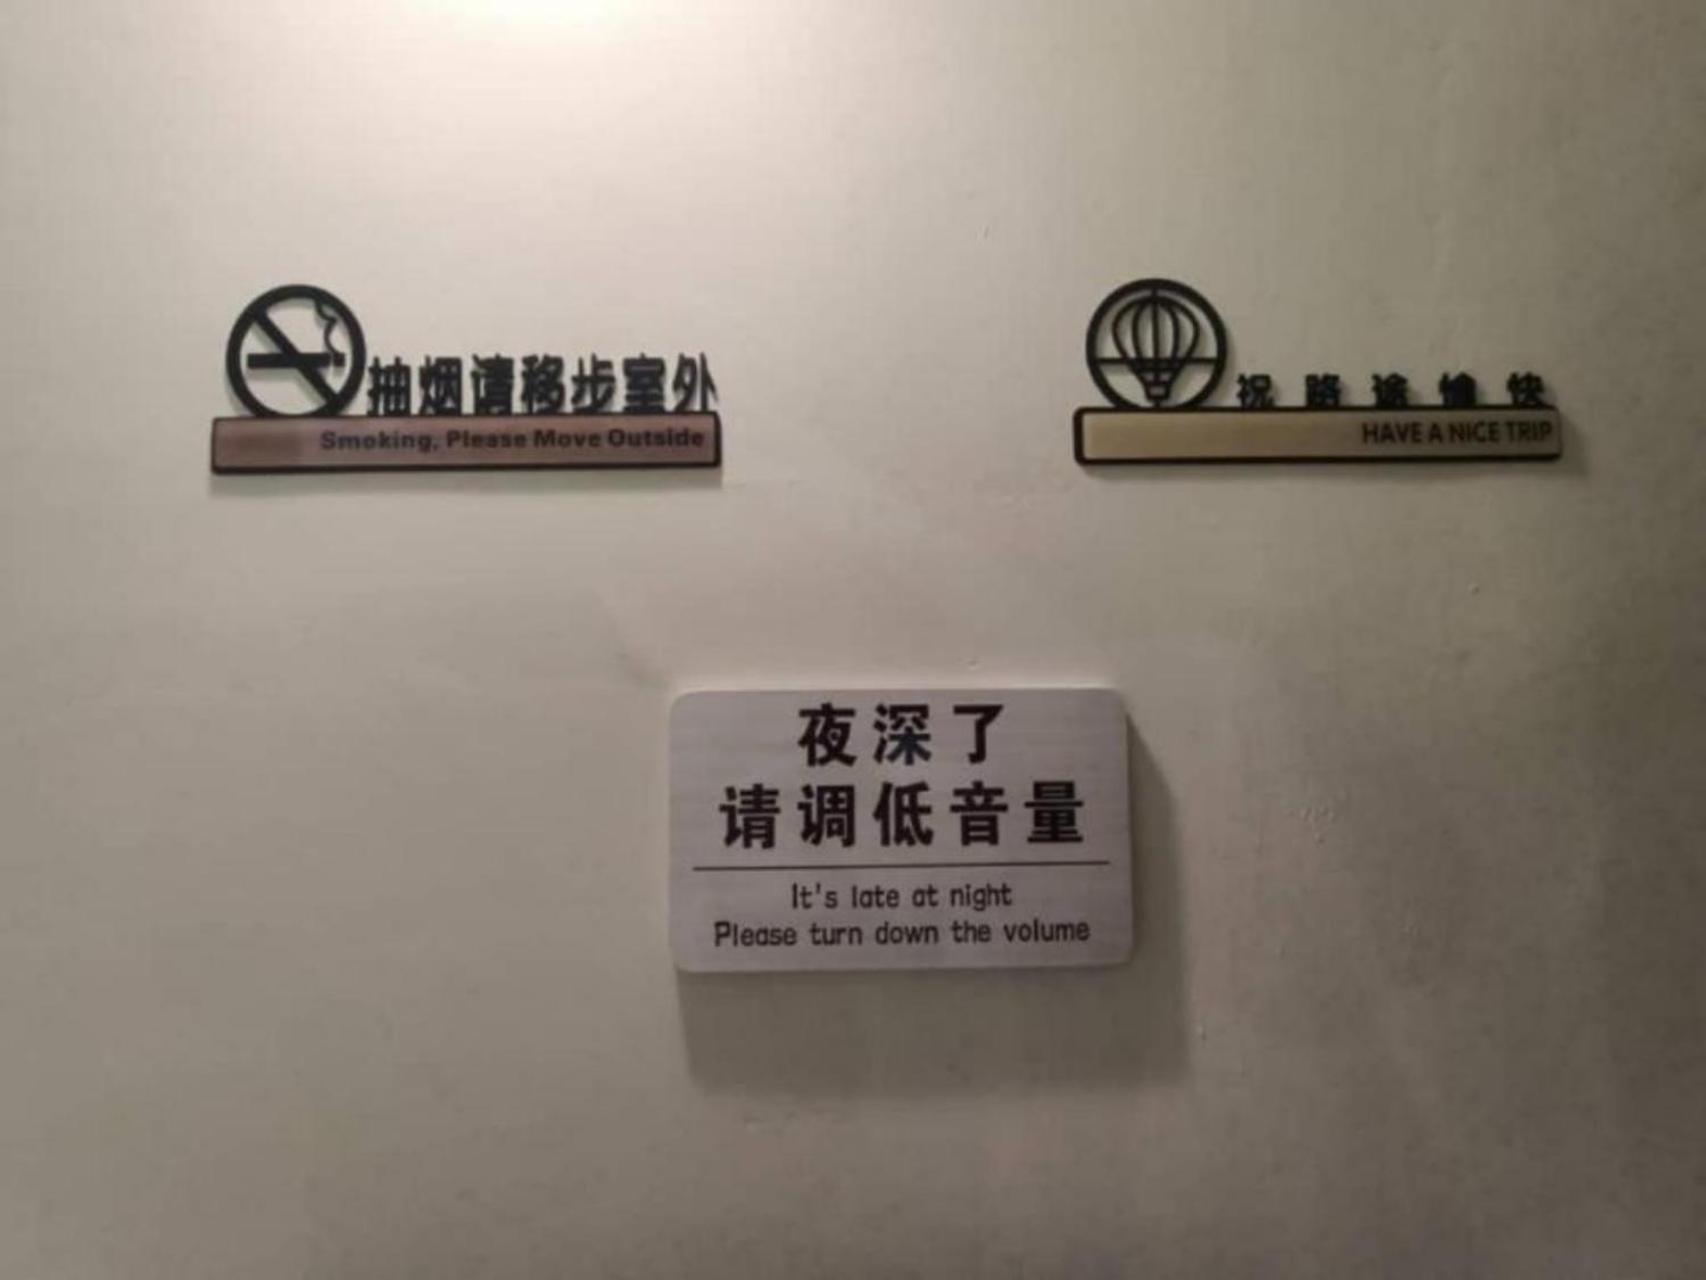 抽烟请移步室外
Smoking, Please Move Outside
祝路途愉快
HAVE A NICE TRIP
夜深了
请调低音量
It's late at night
Please turn down the volume